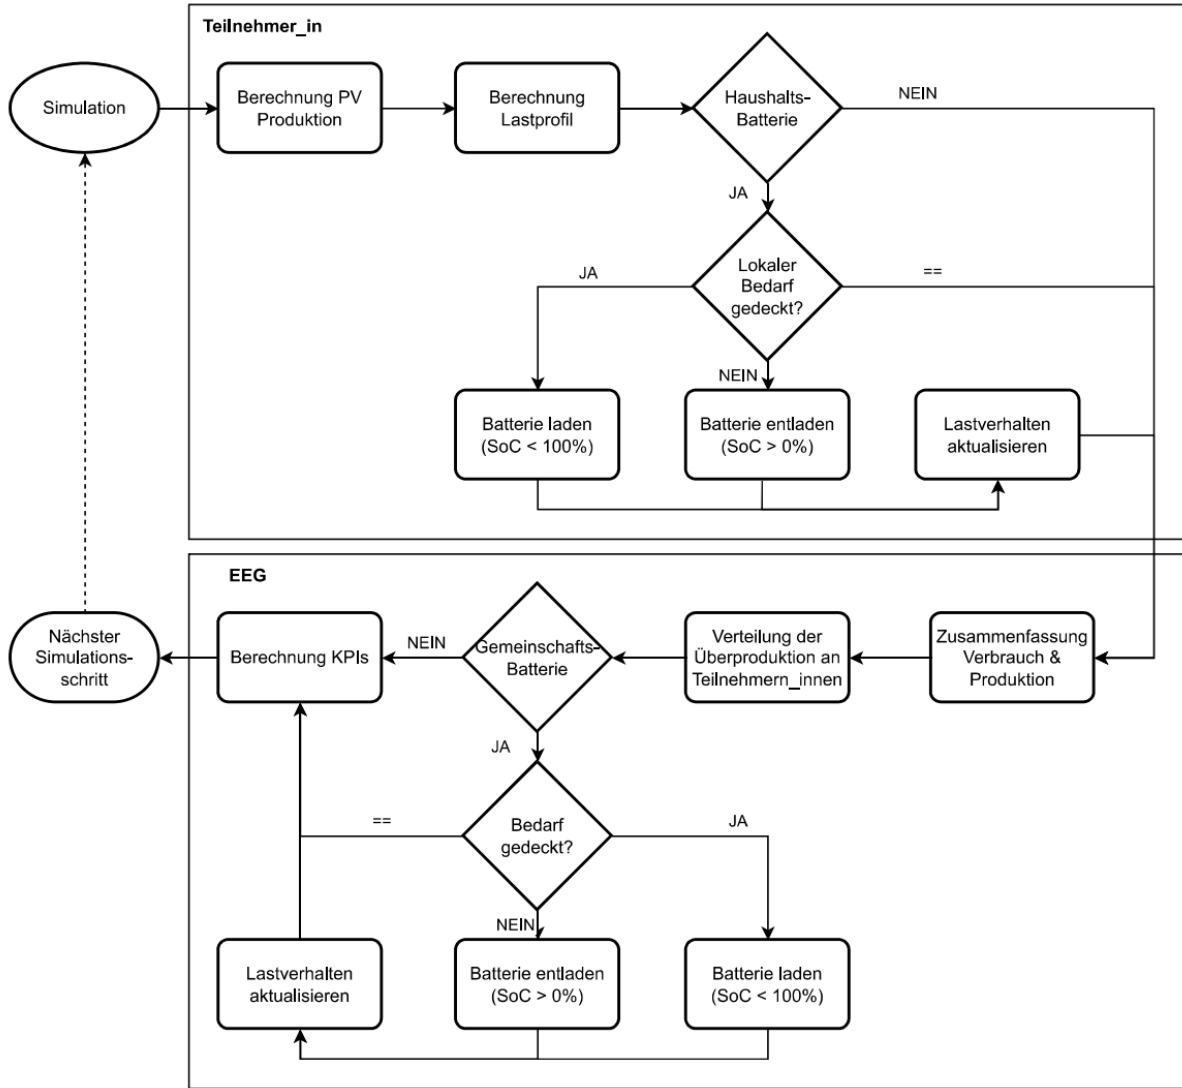 Teilnehmer_in
Simulation
Berechnung PV
Produktion
Berechnung
Lastprofil
Haushalts-
Batterie
NEIN
JA
Lokaler
Bedarf
gedeckt?
JA
==
NEIN
Batterie laden
(SoC < 100%)
Batterie entladen
(SoC > 0%)
Lastverhalten
aktualisieren
EEG
Zusammenfassung
Verbrauch &
Produktion
Verteilung der
Überproduktion an
Teilnehmern_innen
Gemeinschafts-
Batterie
NEIN
Berechnung KPIs
Nächster
Simulations-
schritt
JA
Bedarf
gedeckt?
==
JA
NEIN
Lastverhalten
aktualisieren
Batterie entladen
(SoC > 0%)
Batterie laden
(SoC < 100%)